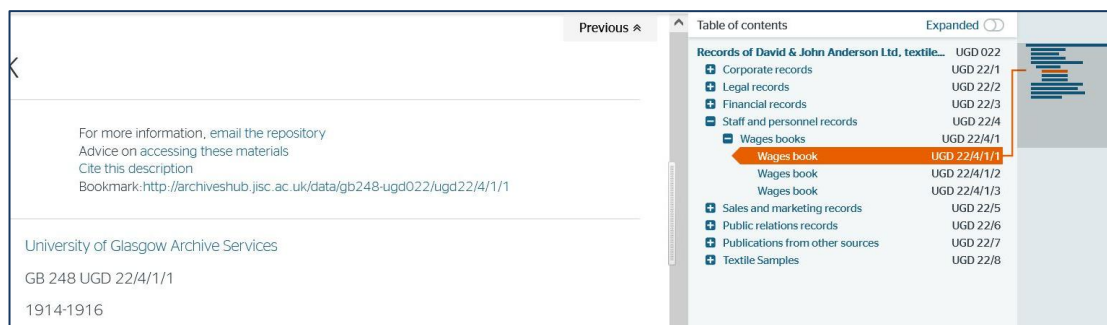 Previous
For more information, email the repository
Advice on accessing these materials
Cite this description
Bookmark:http://archiveshub.jisc.ac.uk/data/gb248-ugd022/ugd22/4/1/1
University of Glasgow Archive Services
GB 248 UGD 22/4/1/1
1914-1916
Table of contents Expanded
Records of David & John Anderson Ltd, textile... UGD 022
Corporate records UGD 22/1
Legal records UGD 22/2
Financial records UGD 22/3
Staff and personnel records UGD 22/4
Wages books UGD 22/4/1
Wages book UGD 22/4/1/1
Wages book UGD 22/4/1/2
Wages book UGD 22/4/1/3
Sales and marketing records UGD 22/5
Public relations records UGD 22/6
Publications from other sources UGD 22/7
Textile Samples UGD 22/8